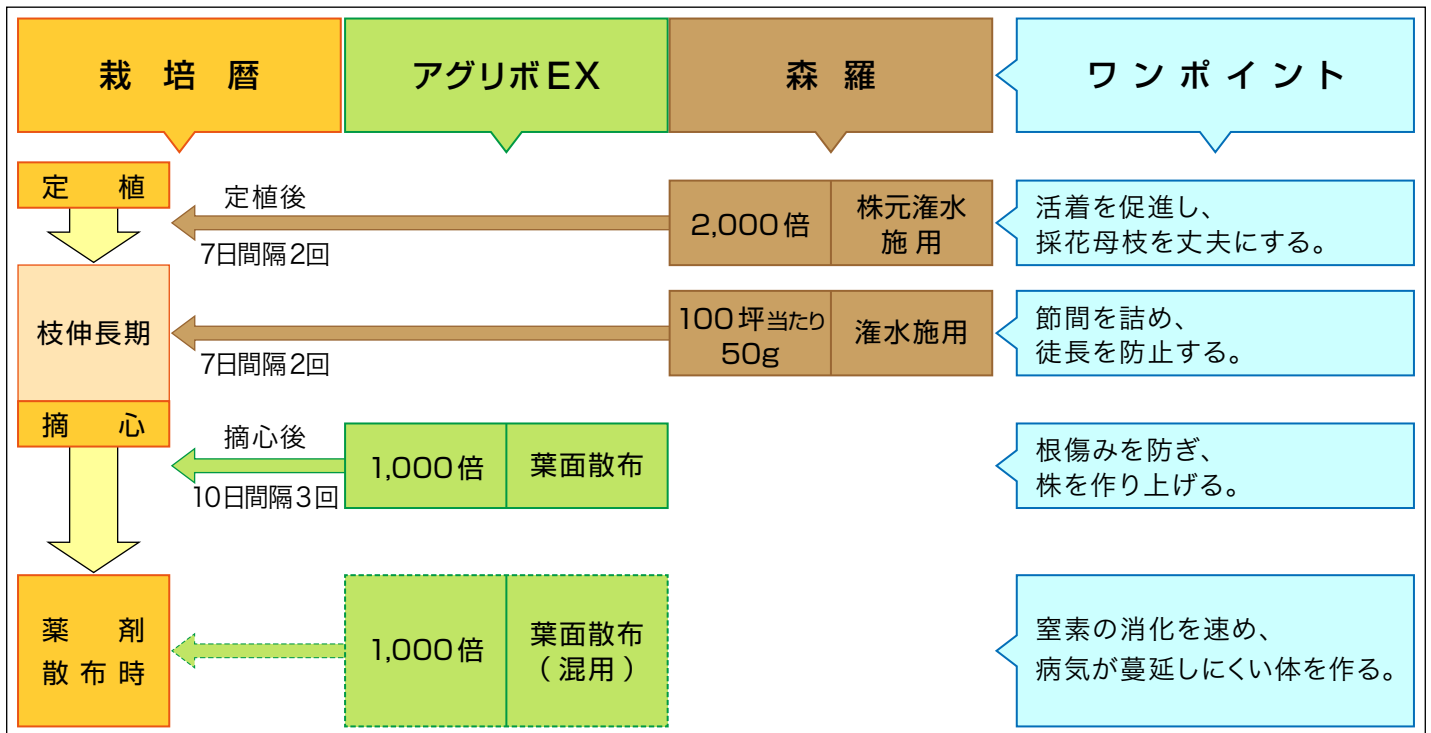 栽培暦
アグリボEX
森羅
ワンポイント
定植
定植後
7日間隔2回
2,000倍
株元潅水
施用
活着を促進し、
採花母枝を丈夫にする。
枝伸長期
7日間隔2回
100坪当たり
50g
潅水施用
節間を詰め、
徒長を防止する。
摘心
摘心後
10日間隔3回
1,000倍
葉面散布
根傷みを防ぎ、
株を作り上げる。
薬剤
散布時
1,000倍
葉面散布
(混用)
窒素の消化を速め、
病気が蔓延しにくい体を作る。